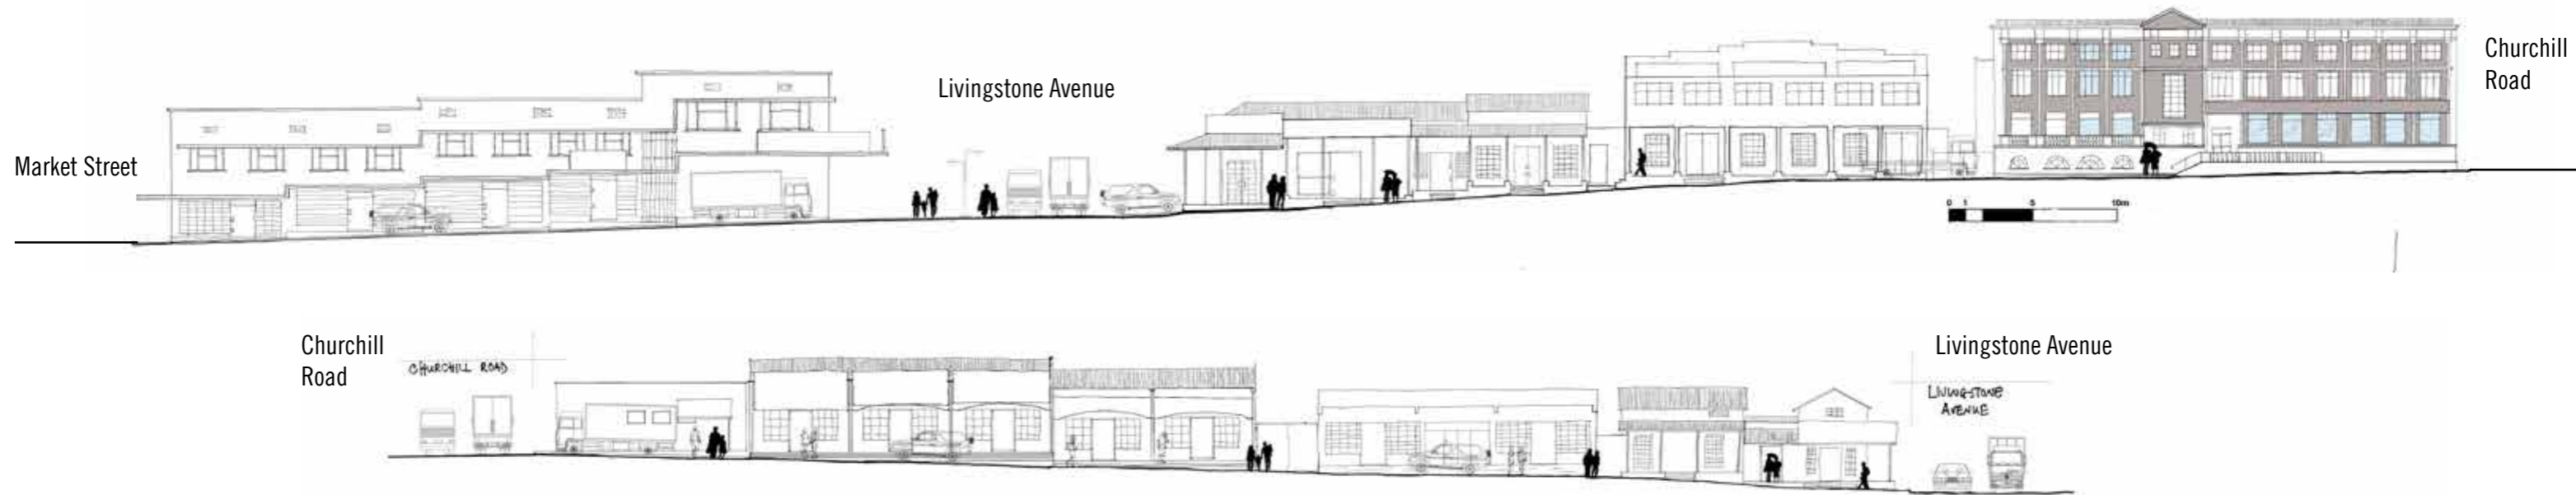 Market Street
Livingstone Avenue
Churchill
Road
0 1 5 10m
Churchill
Road
CHURCHILL ROAD
Livingstone Avenue
LIVINGSTONE
AVENUE